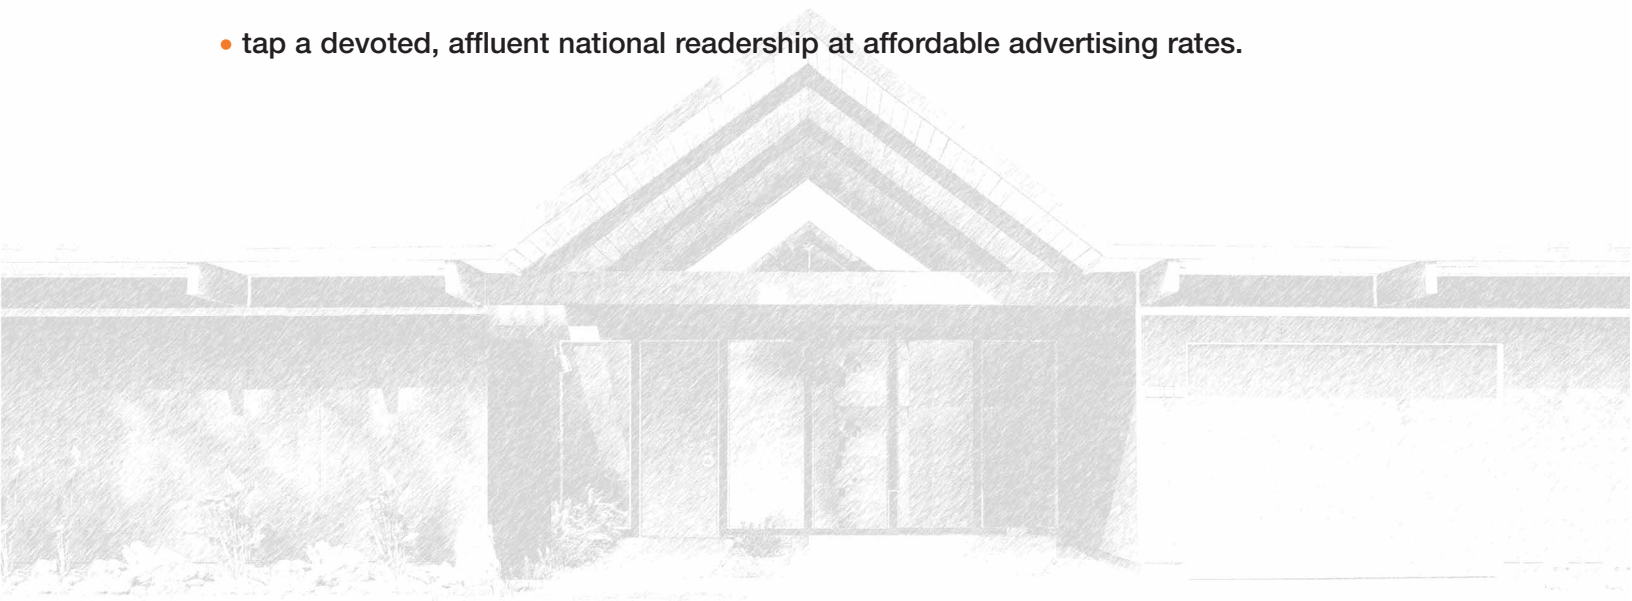 • tap a devoted, affluent national readership at affordable advertising rates.